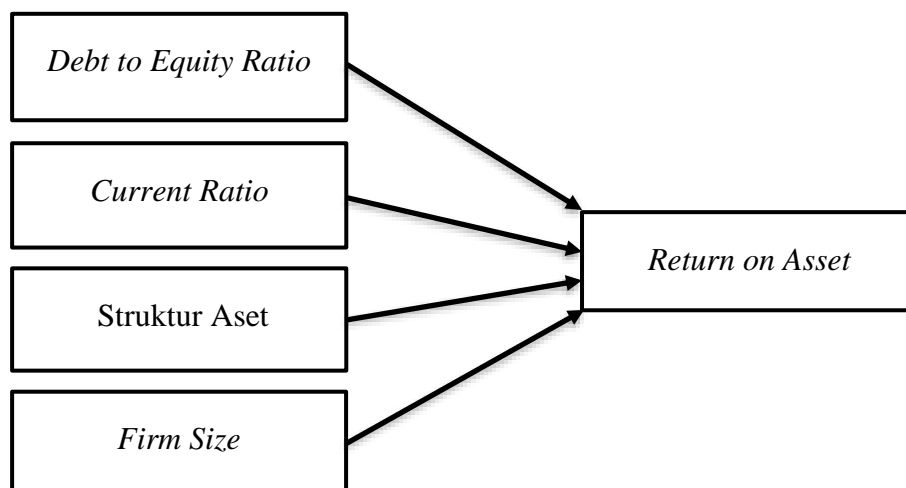 Debt to Equity Ratio
Current Ratio
Struktur Aset
Firm Size
Return on Asset